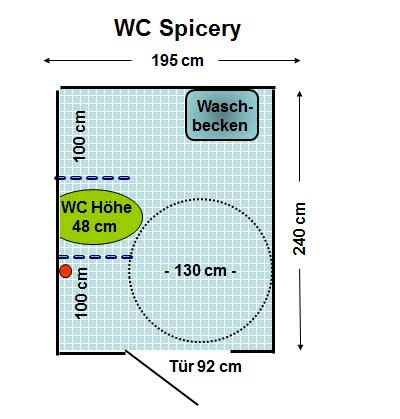 WC Spicery
195 cm
Wasch-
becken
100 cm
WC Höhe
48 cm
240 cm
- 130 cm -
100 cm
Tür 92 cm